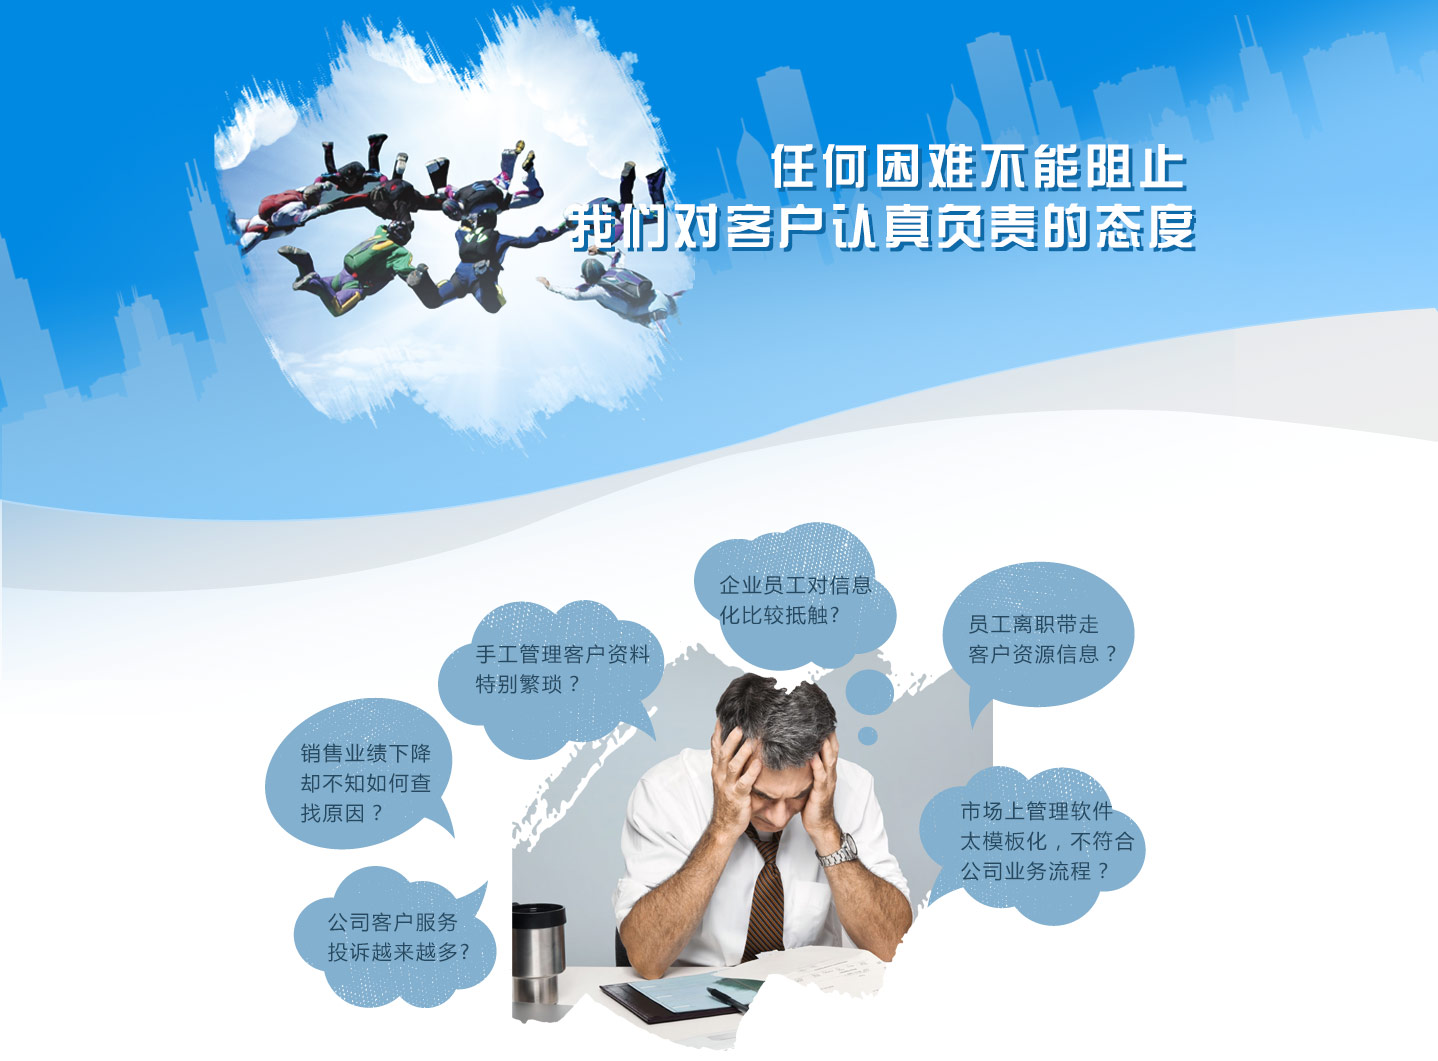 任何困难不能阻止
我们对客户认真负责的态度
企业员工对信息
化比较抵触?
员工离职带走
客户资源信息？
手工管理客户资料
特别繁琐？
销售业绩下降
却不知如何查
找原因？
市场上管理软件
太模板化，不符合
公司业务流程？
公司客户服务
投诉越来越多?